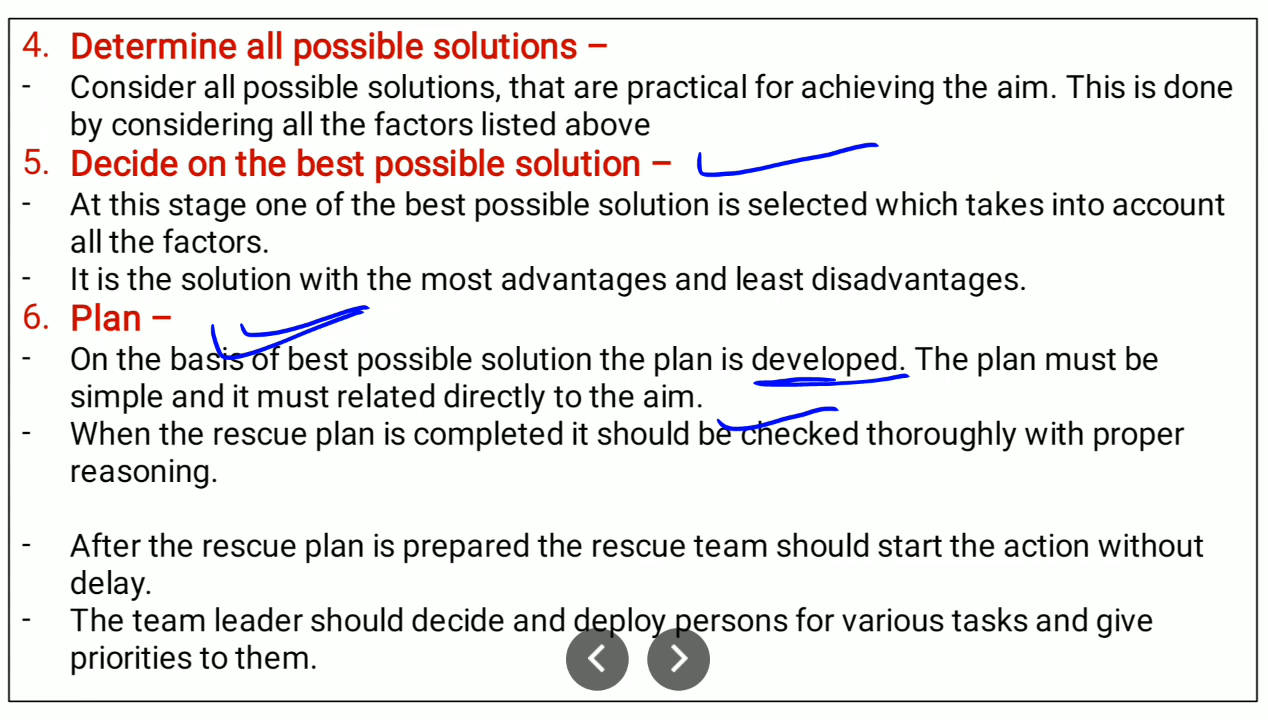 4. Determine all possible solutions –
- Consider all possible solutions, that are practical for achieving the aim. This is done
by considering all the factors listed above
5. Decide on the best possible solution –
- At this stage one of the best possible solution is selected which takes into account
all the factors.
- It is the solution with the most advantages and least disadvantages.
6. Plan –
- On the basis of best possible solution the plan is developed. The plan must be
simple and it must related directly to the aim.
- When the rescue plan is completed it should be checked thoroughly with proper
reasoning.
- After the rescue plan is prepared the rescue team should start the action without
delay.
- The team leader should decide and deploy persons for various tasks and give
priorities to them.